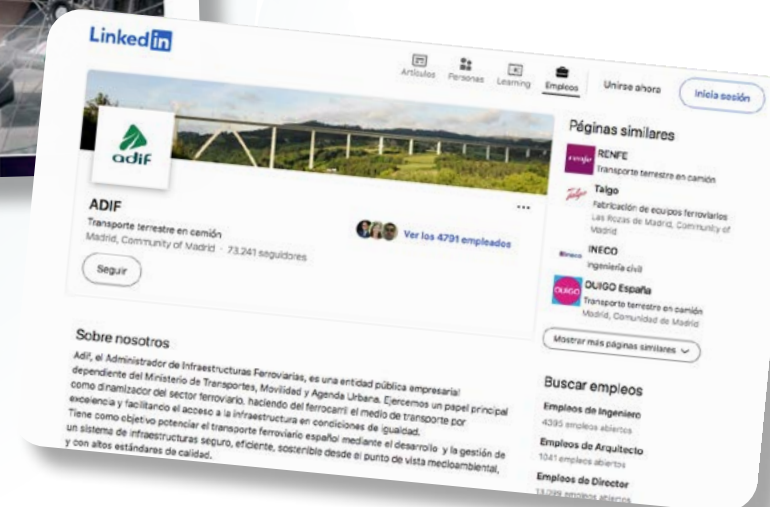 LinkedIn
Artículos
Personas
Learning
Empleos
Unirse ahora
Inicia sesión
adif
ADIF
Transporte terrestre en camión
Madrid, Community of Madrid · 73.241 seguidores
Ver los 4791 empleados
Seguir
Sobre nosotros
Adif, el Administrador de Infraestructuras Ferroviarias, es una entidad pública empresarial
dependiente del Ministerio de Transportes, Movilidad y Agenda Urbana. Ejercemos un papel principal
como dinamizador del sector ferroviario, haciendo del ferrocarril el medio de transporte por
excelencia y facilitando el acceso a la infraestructura en condiciones de igualdad.
Tiene como objetivo potenciar el transporte ferroviario español mediante el desarrollo y la gestión de
un sistema de infraestructuras seguro, eficiente, sostenible desde el punto de vista medioambiental,
y con altos estándares de calidad.
Páginas similares
renfe
RENFE
Transporte terrestre en camión
Talgo
Talgo
Fabricación de equipos ferroviarios
Las Rozas de Madrid, Community of
Madrid
ineco
INECO
Ingeniería civil
OUIGO
OUIGO España
Transporte terrestre en camión
Madrid, Comunidad de Madrid
Mostrar más páginas similares
Buscar empleos
Empleos de Ingeniero
4395 empleos abiertos
Empleos de Arquitecto
1041 empleos abiertos
Empleos de Director
empleos abiertos